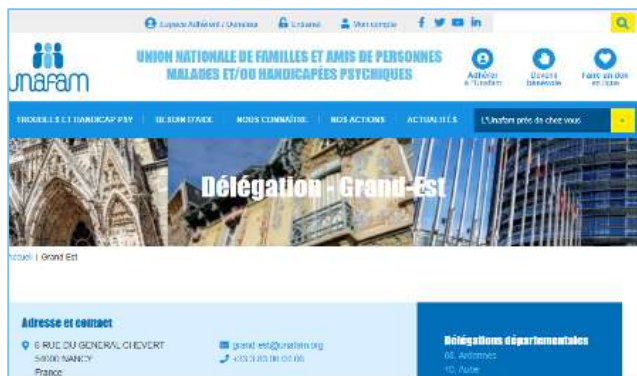 Espace Adhérent / Donateur Extranet Mon compte
unafam
UNION NATIONALE DE FAMILLES ET AMIS DE PERSONNES
MALADES ET/OU HANDICAPÉES PSYCHIQUES
Adhérer
à l'Unafam
Devenir
bénévole
Faire un don
en ligne
TROUBLES ET HANDICAP PSY BESOIN D'AIDE NOUS CONNAÎTRE NOS ACTIONS ACTUALITÉS L'Unafam près de chez vous
Délégation - Grand-Est
Accueil | Grand Est
Adresse et contact
6 RUE DU GENERAL CHEVERT
54000 NANCY
France
grand-est@unafam.org
Délégations départementales
08, Ardennes
10, Aube